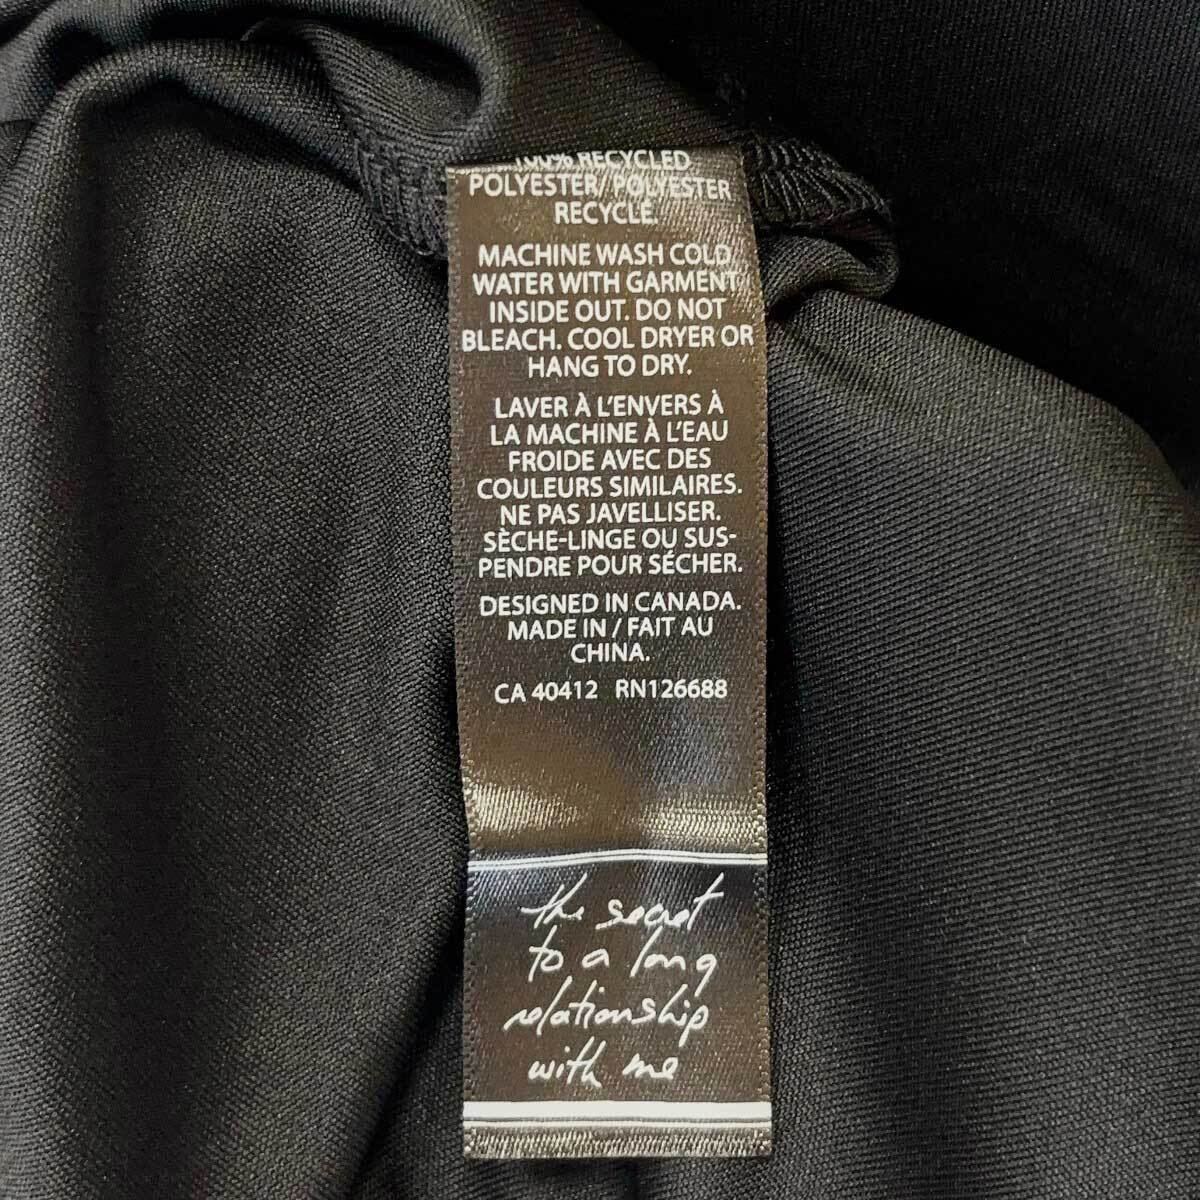 100% RECYCLED
POLYESTER/ POLYESTER
RECYCLÉ.
MACHINE WASH COLD
WATER WITH GARMENT
INSIDE OUT. DO NOT
BLEACH. COOL DRYER OR
HANG TO DRY.
LAVER À L'ENVERS À
LA MACHINE À L'EAU
FROIDE AVEC DES
COULEURS SIMILAIRES.
NE PAS JAVELLISER.
SÈCHE-LINGE OU SUS-
PENDRE POUR SÉCHER.
DESIGNED IN CANADA.
MADE IN / FAIT AU
CHINA.
CA 40412 RN126688
the secret
to a long
relationship
with me